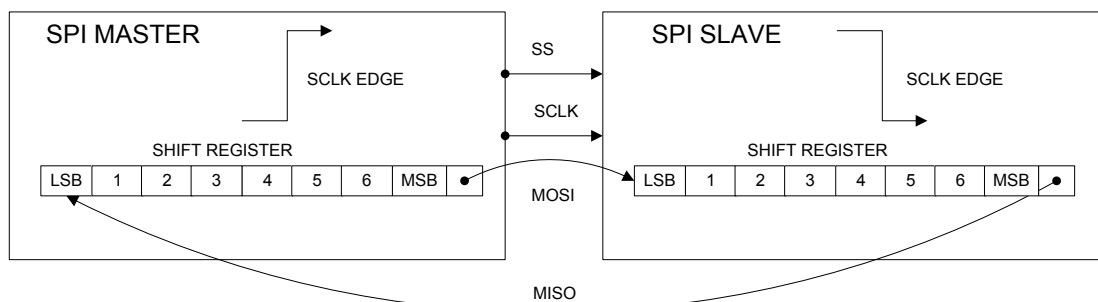 SPI MASTER
SCLK EDGE
SHIFT REGISTER
LSB 1 2 3 4 5 6 MSB
SS
SCLK
MOSI
MISO
SPI SLAVE
SCLK EDGE
SHIFT REGISTER
LSB 1 2 3 4 5 6 MSB